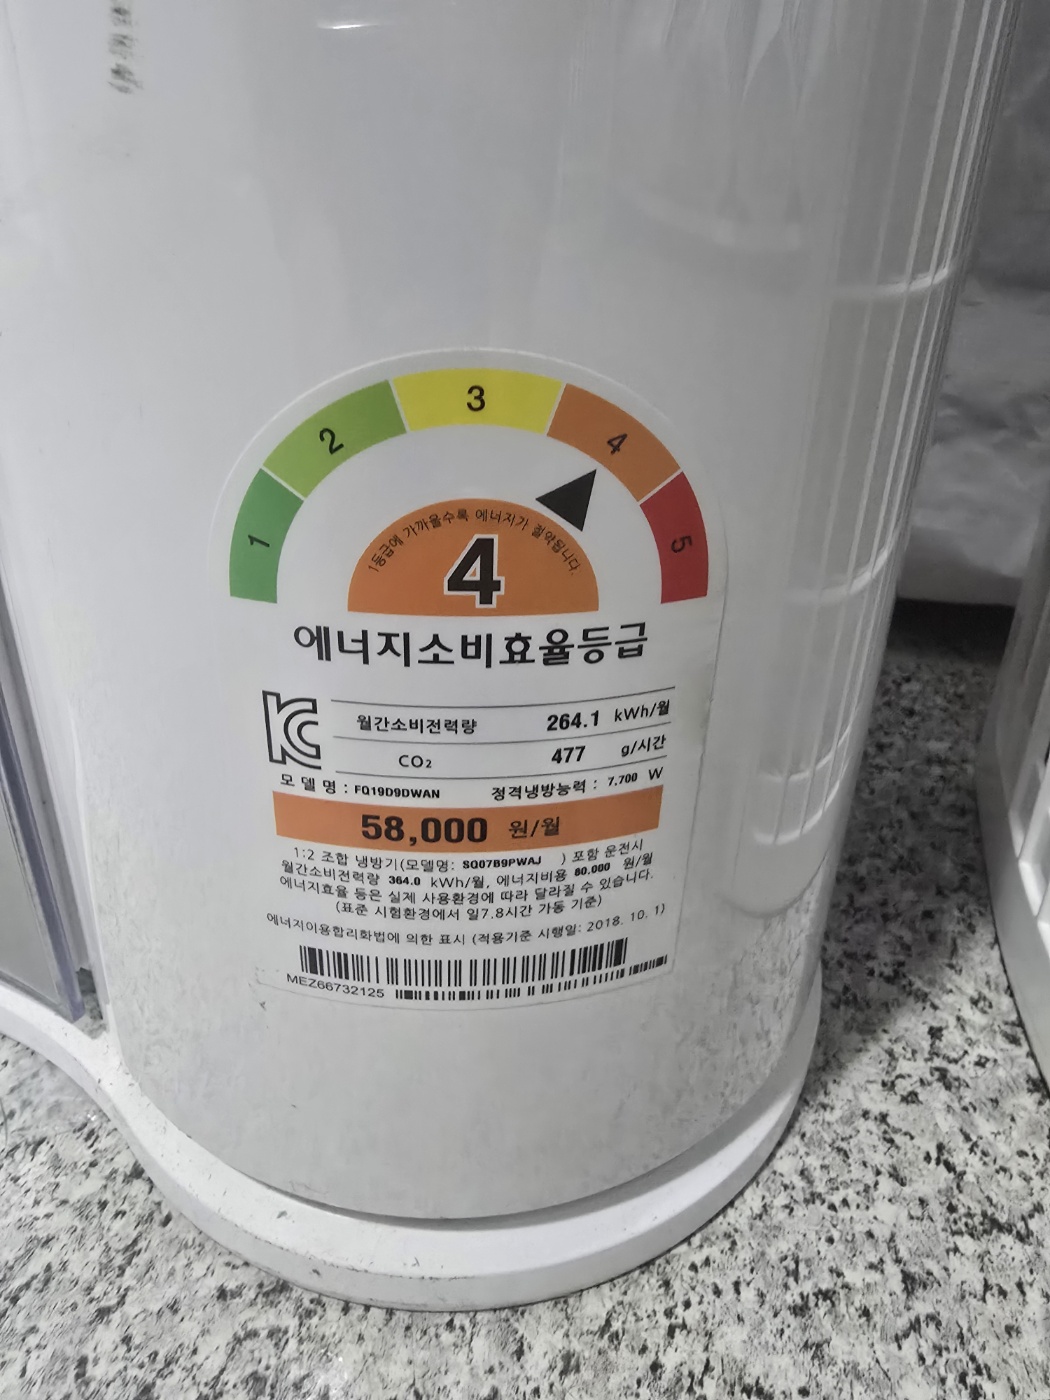 1
2
3
4
5
1등급에 가까울수록 에너지가 절약됩니다.
4
에너지소비효율등급
월간소비전력량 264.1 kWh/월
CO₂ 477 g/시간
모 델 명 : FQ19D9DWAN 정격냉방능력 : 7,700 W
58,000 원/월
1:2 조합 냉방기(모델명: SQ07B9PWAJ ) 포함 운전시
월간소비전력량 364.0 kWh/월, 에너지비용 80,000 원/월
에너지효율 등은 실제 사용환경에 따라 달라질 수 있습니다.
(표준 시험환경에서 일7.8시간 가동 기준)
에너지이용합리화법에 의한 표시 (적용기준 시행일: 2018. 10. 1)
MEZ66732125